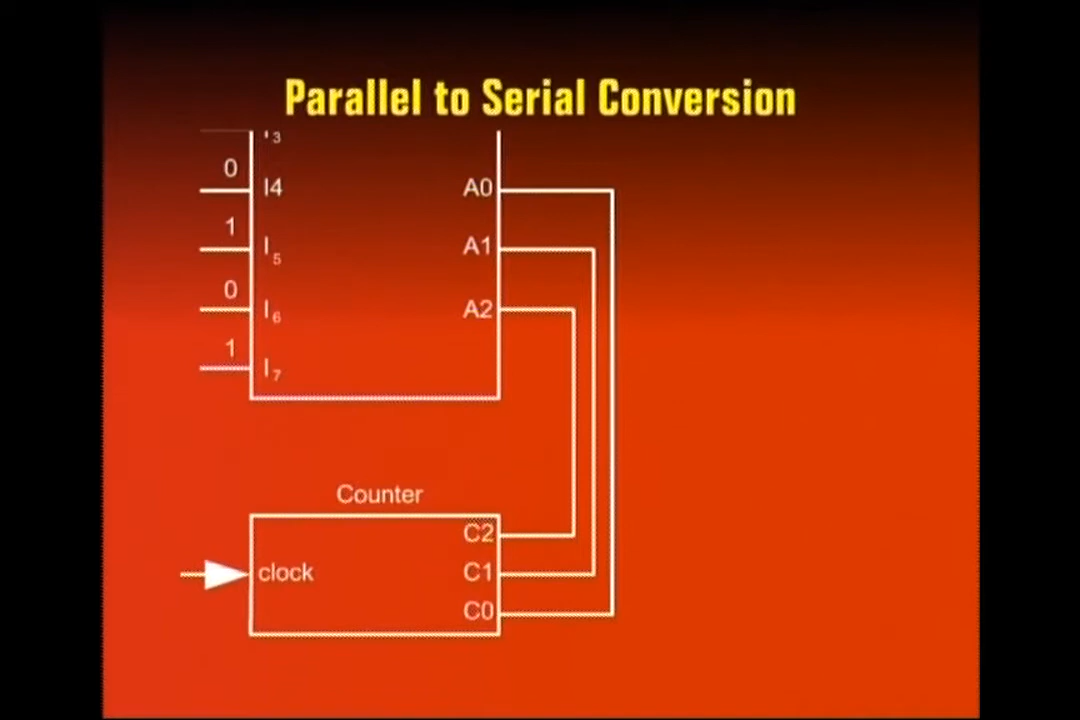 Parallel to Serial Conversion
I3
0
I4
A0
1
I5
A1
0
I6
A2
1
I7
Counter
C2
clock
C1
C0